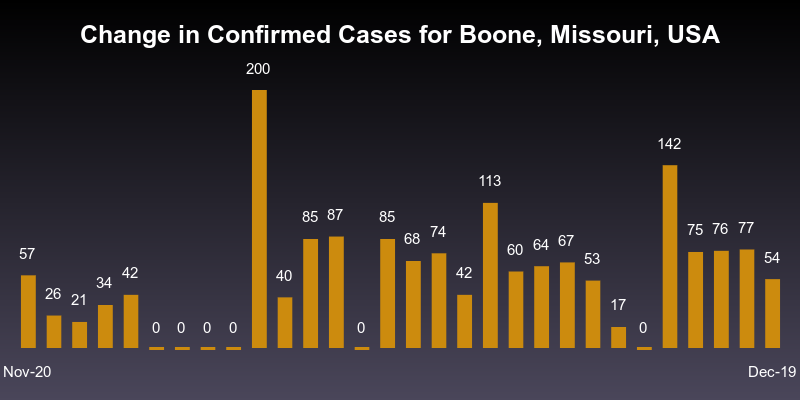 Change in Confirmed Cases for Boone, Missouri, USA
57 26 21 34 42 0 0 0 0 200 40 85 87 0 85 68 74 42 113 60 64 67 53 17 0 142 75 76 77 54
Nov-20 Dec-19